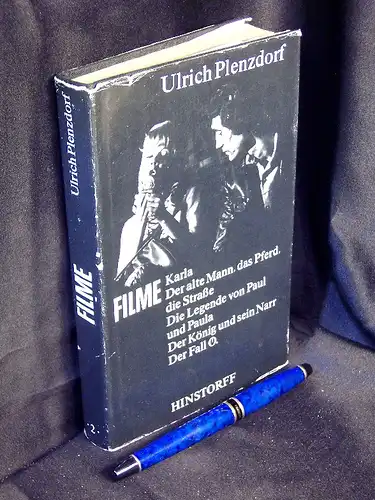 Ulrich Plenzdorf
FILME
Karla
Der alte Mann, das Pferd,
die Straße
Die Legende von Paul
und Paula
Der König und sein Narr
Der Fall Ö.
HINSTORFF
Ulrich Plenzdorf
FILME
2